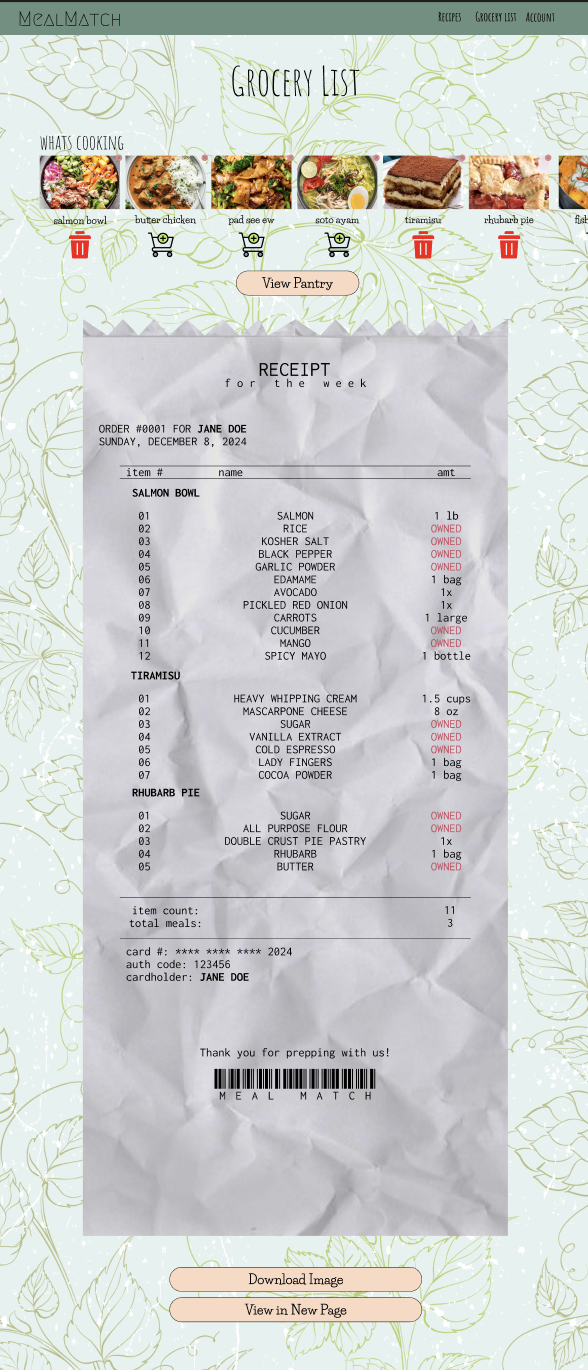 MEALMATCH
Recipes Grocery list Account
Grocery List
whats cooking
salmon bowl butter chicken pad see ew soto ayam tiramisu rhubarb pie
View Pantry
RECEIPT
for the week
ORDER #0001 FOR JANE DOE
SUNDAY, DECEMBER 8, 2024
item # name amt
SALMON BOWL
01 SALMON 1 lb
02 RICE OWNED
03 KOSHER SALT OWNED
04 BLACK PEPPER OWNED
05 GARLIC POWDER OWNED
06 EDAMAME 1 bag
07 AVOCADO 1x
08 PICKLED RED ONION 1x
09 CARROTS 1 large
10 CUCUMBER OWNED
11 MANGO OWNED
12 SPICY MAYO 1 bottle
TIRAMISU
01 HEAVY WHIPPING CREAM 1.5 cups
02 MASCARPONE CHEESE 8 oz
03 SUGAR OWNED
04 VANILLA EXTRACT OWNED
05 COLD ESPRESSO OWNED
06 LADY FINGERS 1 bag
07 COCOA POWDER 1 bag
RHUBARB PIE
01 SUGAR OWNED
02 ALL PURPOSE FLOUR OWNED
03 DOUBLE CRUST PIE PASTRY 1x
04 RHUBARB 1 bag
05 BUTTER OWNED
item count: 11
total meals: 3
card #: **** **** **** 2024
auth code: 123456
cardholder: JANE DOE
Thank you for prepping with us!
MEAL MATCH
Download Image
View in New Page